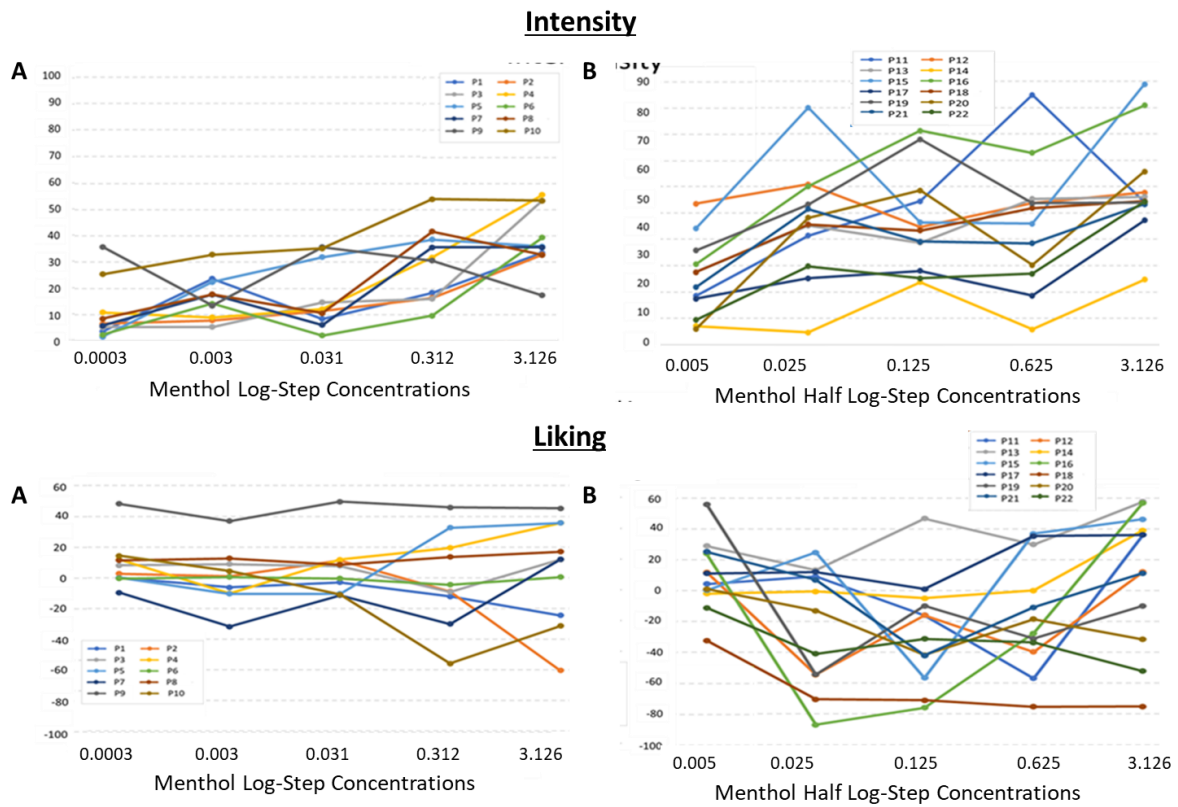 Intensity
A
100
90
80
70
60
50
40
30
20
10
0
P1 P2
P3 P4
P5 P6
P7 P8
P9 P10
0.0003 0.003 0.031 0.312 3.126
Menthol Log-Step Concentrations
B
sity
90
80
70
60
50
40
30
20
10
0
P11 P12
P13 P14
P15 P16
P17 P18
P19 P20
P21 P22
0.005 0.025 0.125 0.625 3.126
Menthol Half Log-Step Concentrations
Liking
A
60
40
20
0
-20
-40
-60
-80
-100
P1 P2
P3 P4
P5 P6
P7 P8
P9 P10
0.0003 0.003 0.031 0.312 3.126
Menthol Log-Step Concentrations
B
P11 P12
P13 P14
P15 P16
P17 P18
P19 P20
P21 P22
60
40
20
0
-20
-40
-60
-80
-100
0.005 0.025 0.125 0.625 3.126
Menthol Half Log-Step Concentrations